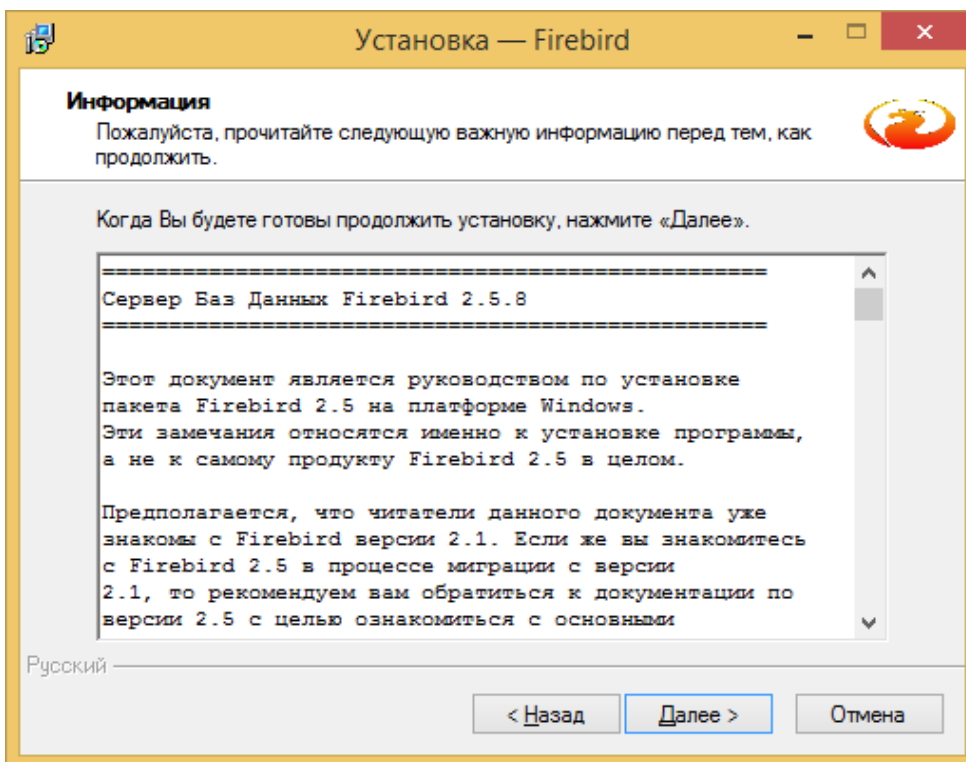 Установка — Firebird
Информация
Пожалуйста, прочитайте следующую важную информацию перед тем, как
продолжить.
Когда Вы будете готовы продолжить установку, нажмите «Далее».
====================================================
Сервер Баз Данных Firebird 2.5.8
====================================================
Этот документ является руководством по установке
пакета Firebird 2.5 на платформе Windows.
Эти замечания относятся именно к установке программы,
а не к самому продукту Firebird 2.5 в целом.
Предполагается, что читатели данного документа уже
знакомы с Firebird версии 2.1. Если же вы знакомитесь
с Firebird 2.5 в процессе миграции с версии
2.1, то рекомендуем вам обратиться к документации по
версии 2.5 с целью ознакомиться с основными
Русский
< Назад
Далее >
Отмена